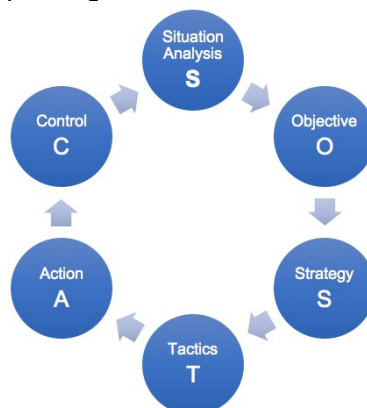 Situation
Analysis
S
Objective
O
Strategy
S
Tactics
T
Action
A
Control
C